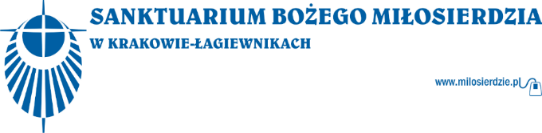 SANKTUARIUM BOŻEGO MIŁOSIERDZIA
W KRAKOWIE-ŁAGIEWNIKACH
www.milosierdzie.pl